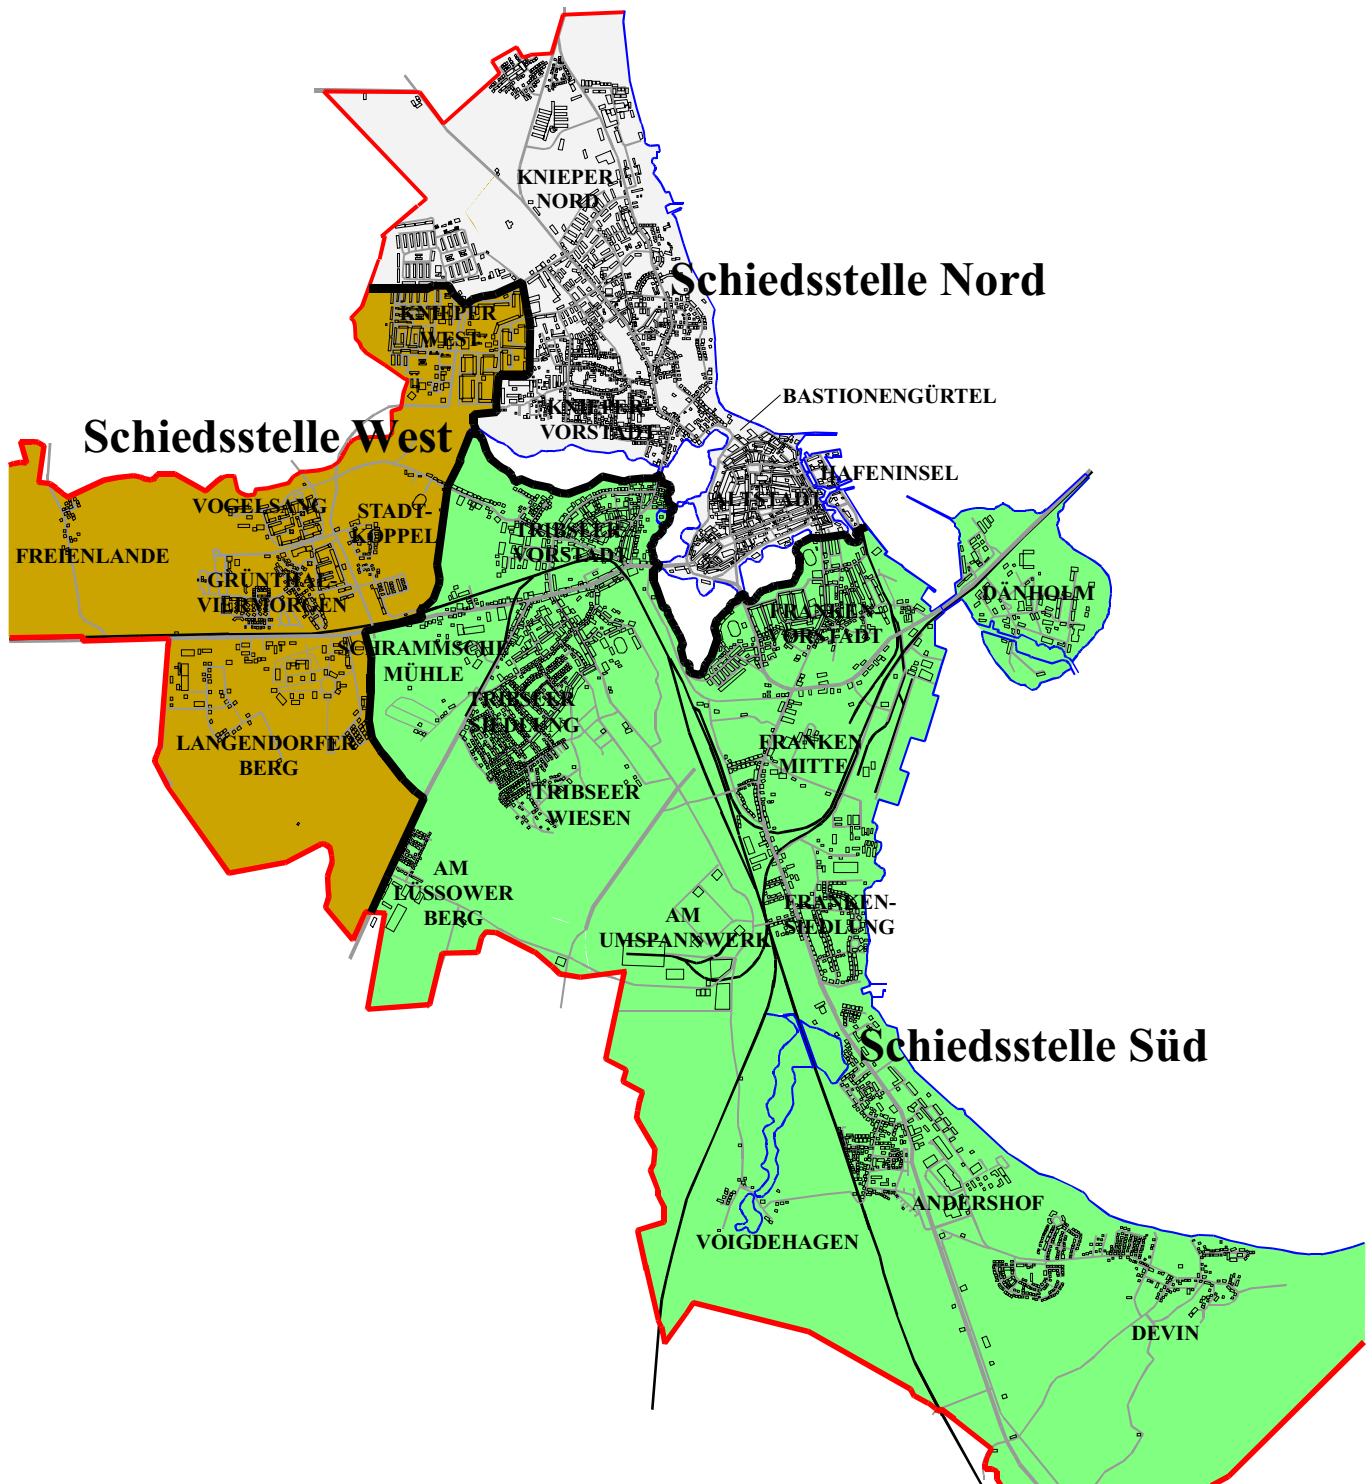 KNIEPER
NORD
Schiedsstelle Nord
KNIEPER
WEST
BASTIONENGÜRTEL
KNIEPER-
VORSTADT
Schiedsstelle West
HAFENINSEL
ALTSTADT
VOGELSANG
STADT-
KOPPEL
TRIBSEER
VORSTADT
FREIENLANDE
GRÜNTHAL-
VIERMORGEN
DÄNHOLM
FRANKEN-
VORSTADT
SCHRAMMSCHE
MÜHLE
TRIBSEER
SIEDLUNG
LANGENDORFER
BERG
FRANKEN
MITTE
TRIBSEER
WIESEN
AM
LÜSSOWER
BERG
FRANKEN-
SIEDLUNG
AM
UMSPANNWERK
Schiedsstelle Süd
ANDERSHOF
VOIGDEHAGEN
DEVIN